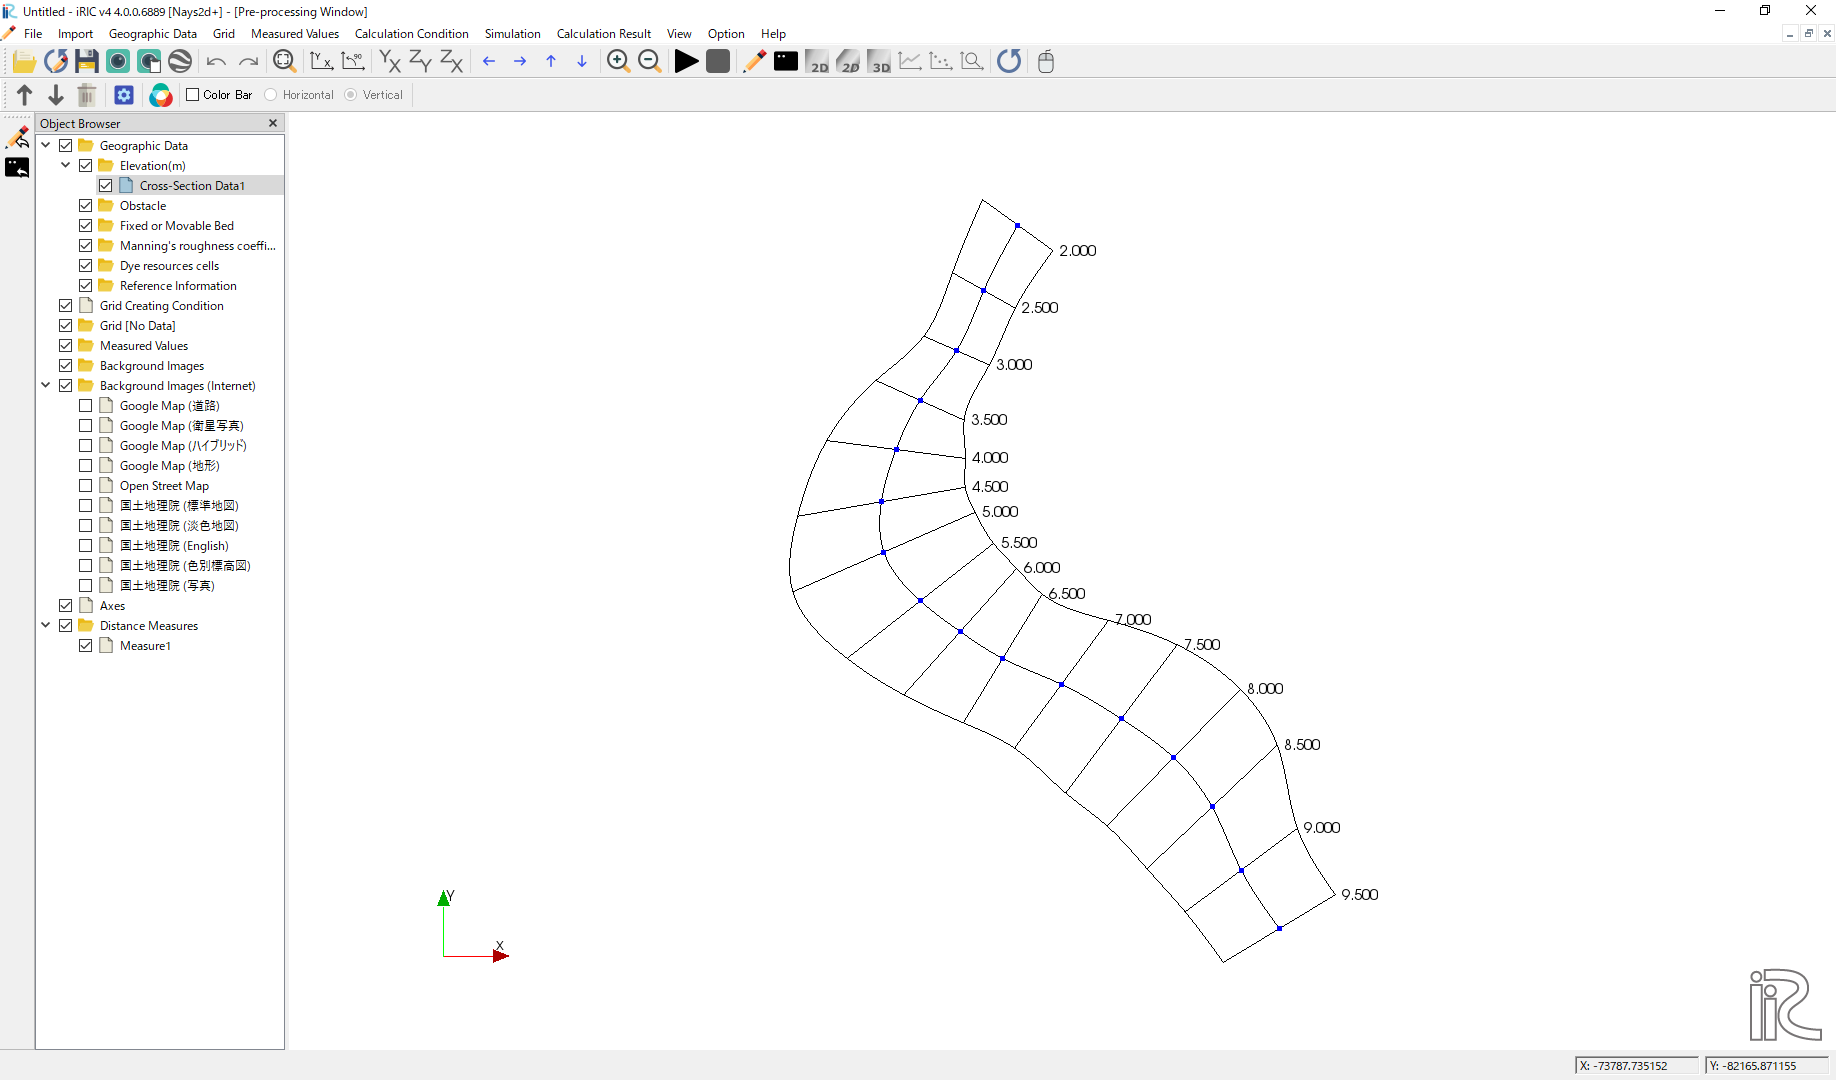 Untitled - iRIC v4 4.0.0.6889 [Nays2d+] - [Pre-processing Window]
File Import Geographic Data Grid Measured Values Calculation Condition Simulation Calculation Result View Option Help
Y X 90 YX ZY ZX 2D 2D 3D
Color Bar Horizontal Vertical
Object Browser
Geographic Data
Elevation(m)
Cross-Section Data1
Obstacle
Fixed or Movable Bed
Manning's roughness coeffi...
Dye resources cells
Reference Information
Grid Creating Condition
Grid [No Data]
Measured Values
Background Images
Background Images (Internet)
Google Map (道路)
Google Map (衛星写真)
Google Map (ハイブリッド)
Google Map (地形)
Open Street Map
国土地理院 (標準地図)
国土地理院 (淡色地図)
国土地理院 (English)
国土地理院 (色別標高図)
国土地理院 (写真)
Axes
Distance Measures
Measure1
2.000
2.500
3.000
3.500
4.000
4.500
5.000
5.500
6.000
6.500
7.000
7.500
8.000
8.500
9.000
9.500
Y
X
iRIC
X: -73787.735152
Y: -82165.871155